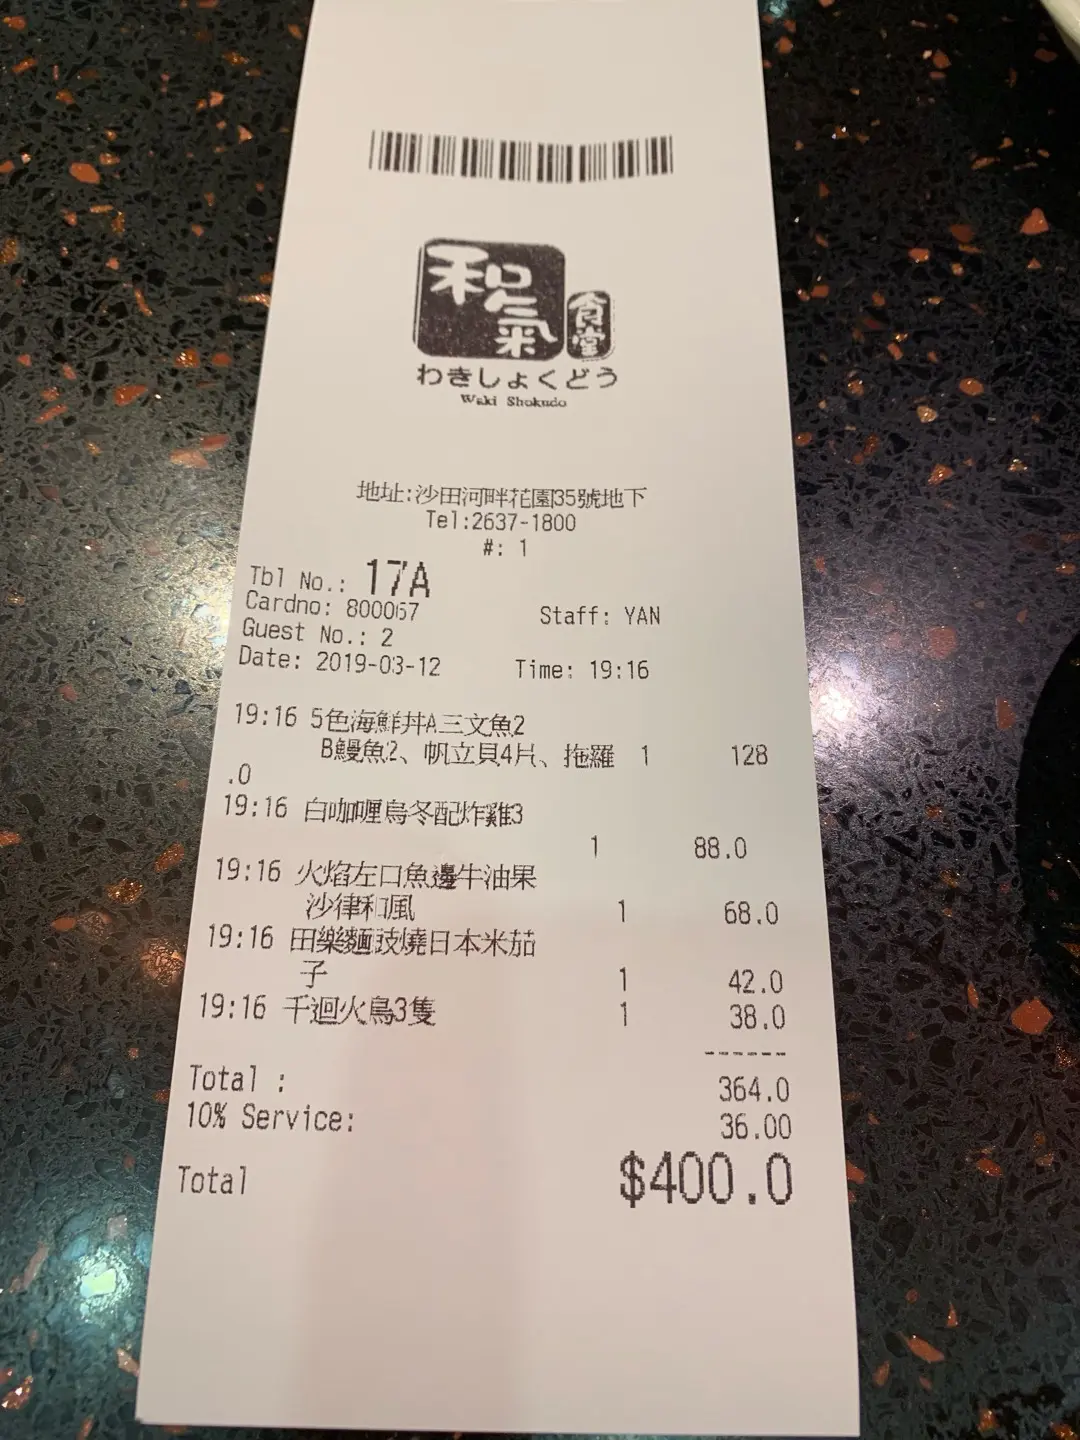 和氣
食堂
わきしょくどう
Waki Shokudo
地址:沙田河畔花園35號地下
Tel:2637-1800
#: 1
Tbl No.: 17A
Cardno: 800067 Staff: YAN
Guest No.: 2
Date: 2019-03-12 Time: 19:16
19:16 5色海鮮丼A三文魚2
B鰻魚2、帆立貝4片、拖羅 1 128
.0
19:16 白咖喱烏冬配炸雞3
1 88.0
19:16 火焰左口魚邊牛油果
沙律和風 1 68.0
19:16 田樂麵豉燒日本米茄
子 1 42.0
19:16 千迴火鳥3隻 1 38.0
------
Total : 364.0
10% Service: 36.00
Total $400.0